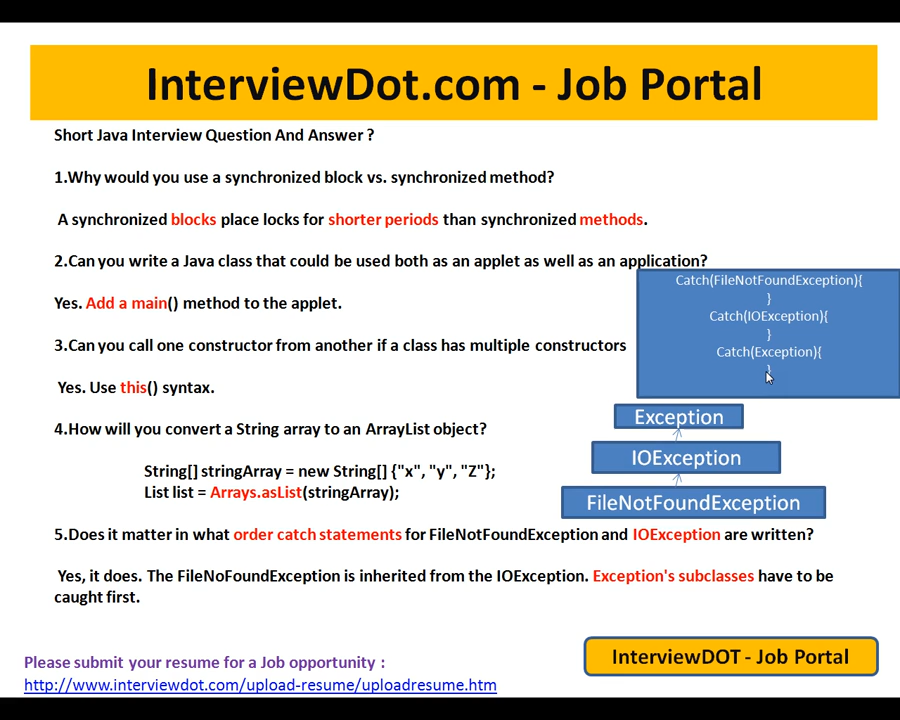 InterviewDot.com - Job Portal
Short Java Interview Question And Answer ?
1.Why would you use a synchronized block vs. synchronized method?
A synchronized blocks place locks for shorter periods than synchronized methods.
2.Can you write a Java class that could be used both as an applet as well as an application?
Yes. Add a main() method to the applet.
3.Can you call one constructor from another if a class has multiple constructors
Yes. Use this() syntax.
4.How will you convert a String array to an ArrayList object?
String[] stringArray = new String[] {"x", "y", "Z"};
List list = Arrays.asList(stringArray);
Catch(FileNotFoundException){
}
Catch(IOException){
}
Catch(Exception){
}
Exception
IOException
FileNotFoundException
5.Does it matter in what order catch statements for FileNotFoundException and IOException are written?
Yes, it does. The FileNoFoundException is inherited from the IOException. Exception's subclasses have to be
caught first.
Please submit your resume for a Job opportunity :
http://www.interviewdot.com/upload-resume/uploadresume.htm
InterviewDOT - Job Portal